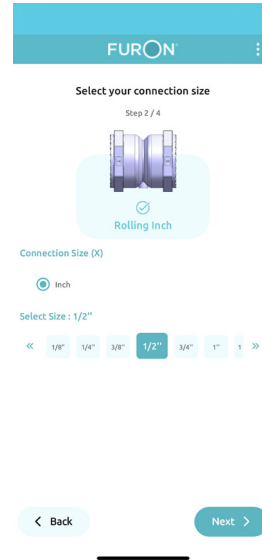 FURON
Select your connection size
Step 2 / 4
Rolling Inch
Connection Size (X)
Inch
Select Size : 1/2''
« 1/8'' 1/4'' 3/8'' 1/2'' 3/4'' 1'' 1 »
Back Next